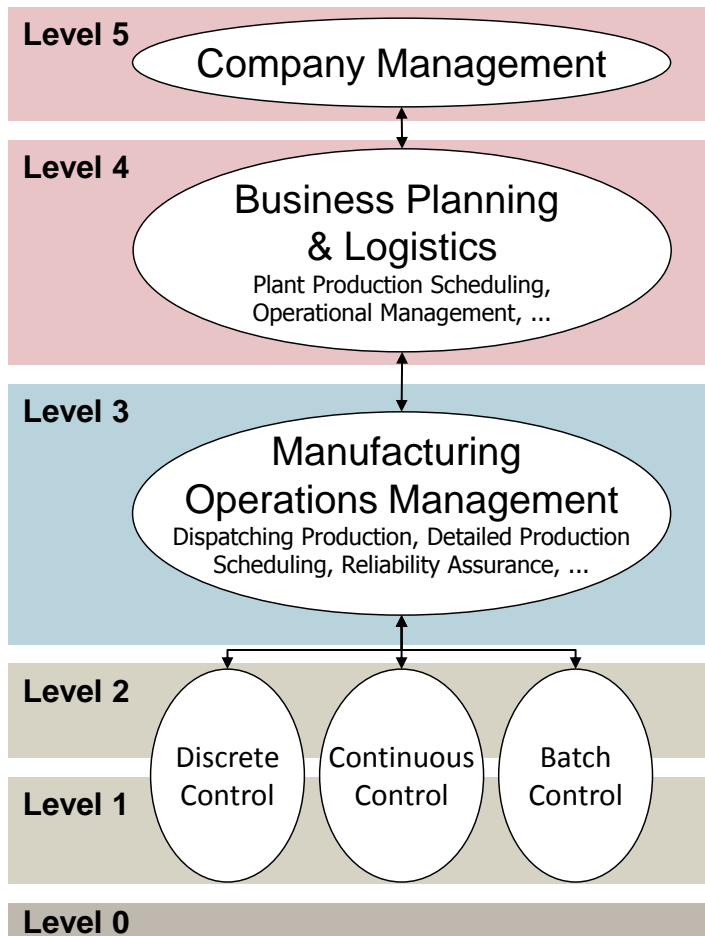 Level 5
Company Management
Level 4
Business Planning
& Logistics
Plant Production Scheduling,
Operational Management, ...
Level 3
Manufacturing
Operations Management
Dispatching Production, Detailed Production
Scheduling, Reliability Assurance, ...
Level 2
Discrete
Control
Continuous
Control
Batch
Control
Level 1
Level 0